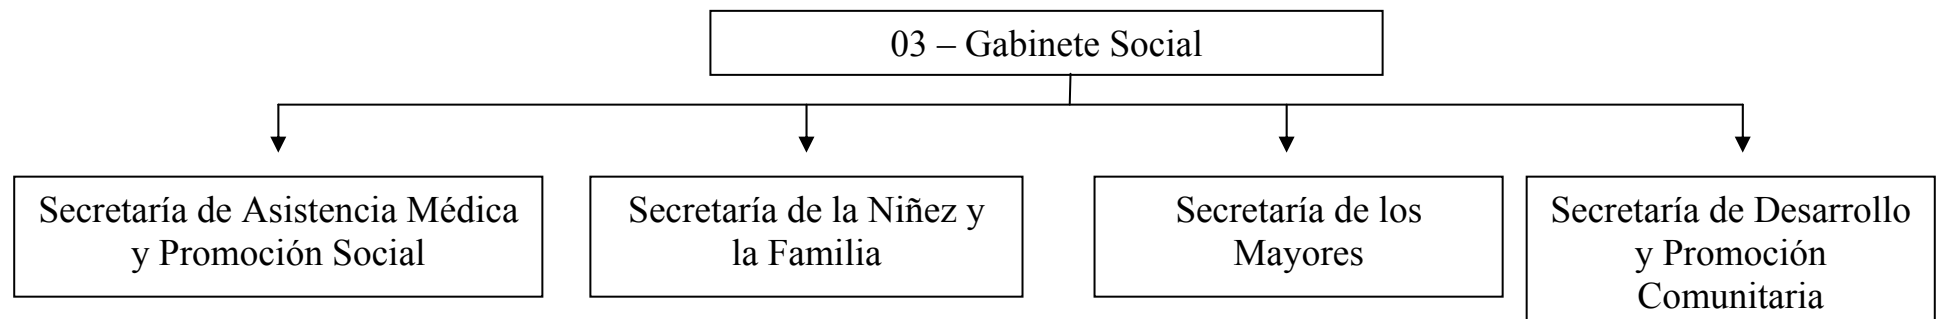 03 – Gabinete Social
Secretaría de Asistencia Médica
y Promoción Social
Secretaría de la Niñez y
la Familia
Secretaría de los
Mayores
Secretaría de Desarrollo
y Promoción
Comunitaria